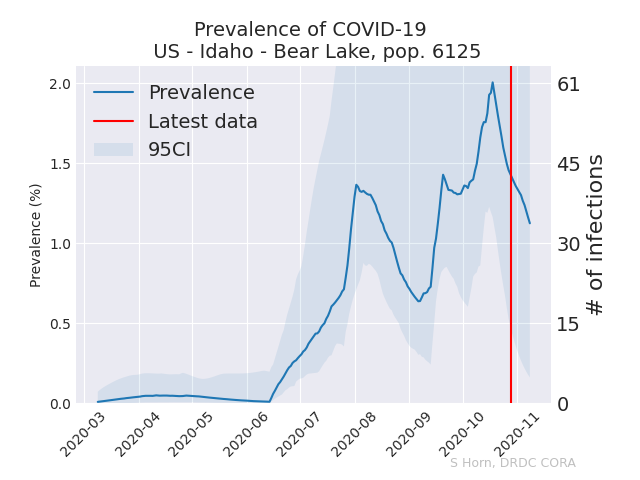 Prevalence of COVID-19
US - Idaho - Bear Lake, pop. 6125
Prevalence
Latest data
95CI
2.0
1.5
1.0
0.5
0.0
Prevalence (%)
61
45
30
15
0
# of infections
2020-03
2020-04
2020-05
2020-06
2020-07
2020-08
2020-09
2020-10
2020-11
S Horn, DRDC CORA